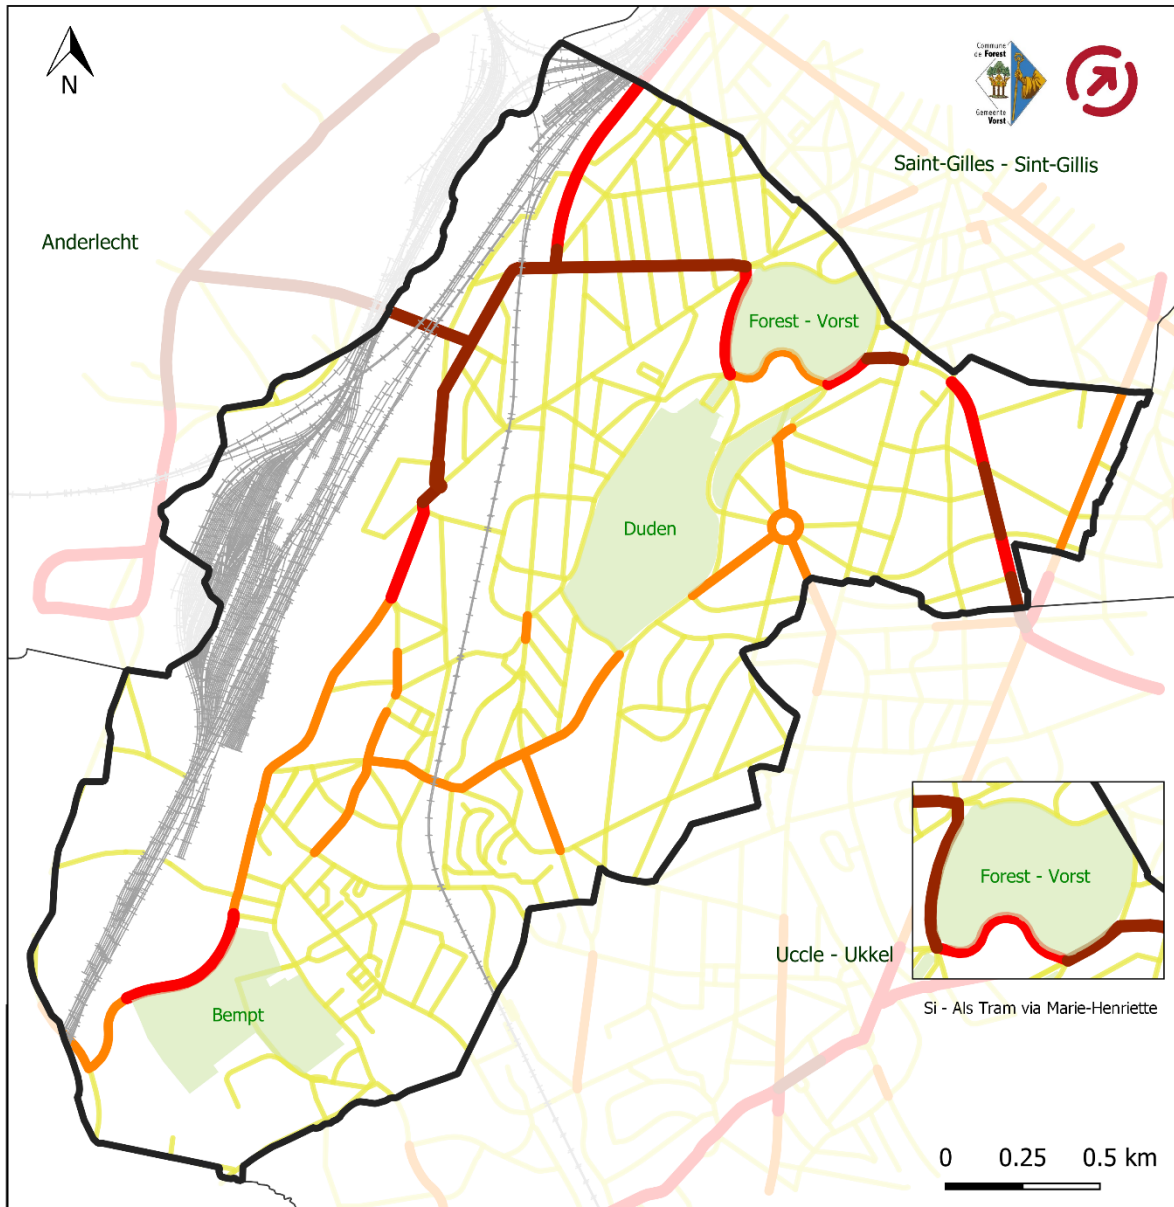 N
Commune
de Forest
Gemeente
Vorst
Saint-Gilles - Sint-Gillis
Anderlecht
Forest - Vorst
Duden
Forest - Vorst
Uccle - Ukkel
Si - Als Tram via Marie-Henriette
Bempt
0 0.25 0.5 km